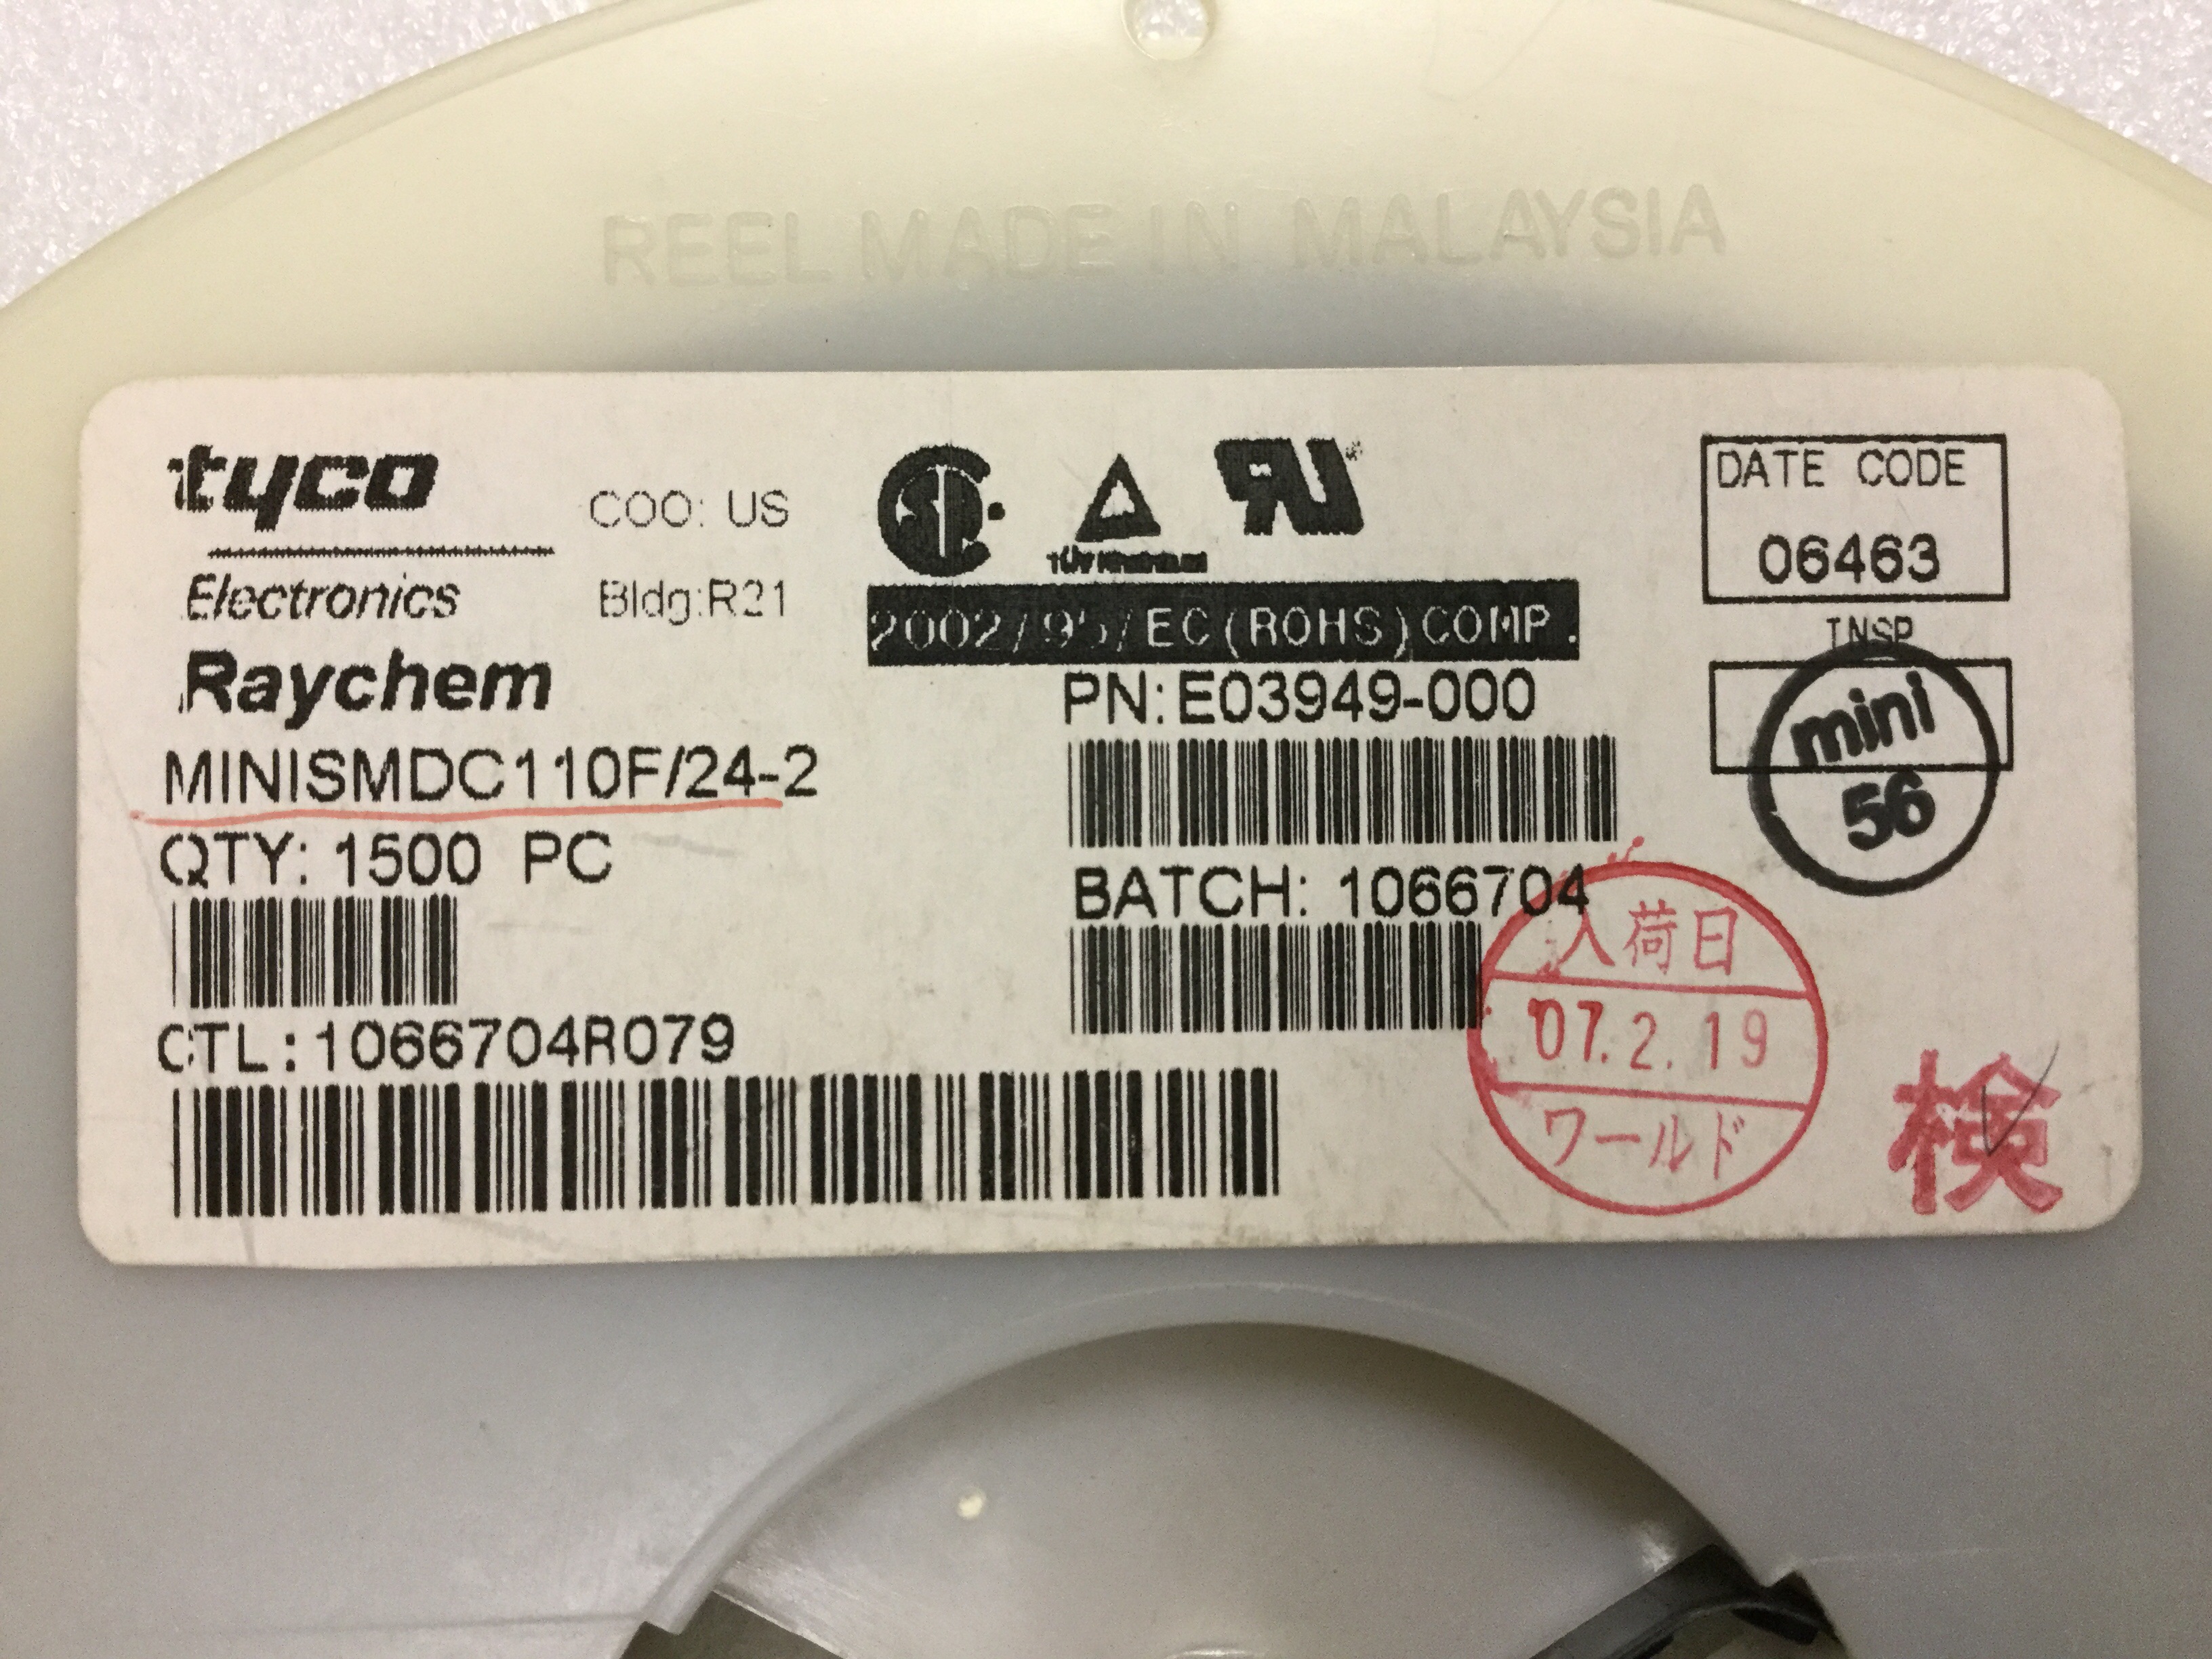 REEL MADE IN MALAYSIA
tyco
Electronics
Raychem
COO: US
Bldg:R21
2002/95/EC(ROHS)COMP.
DATE CODE
06463
INSP
mini
56
MINISMDC110F/24-2
QTY: 1500 PC
CTL:1066704R079
PN:E03949-000
BATCH: 1066704
入荷日
'07.2.19
ワールド
検